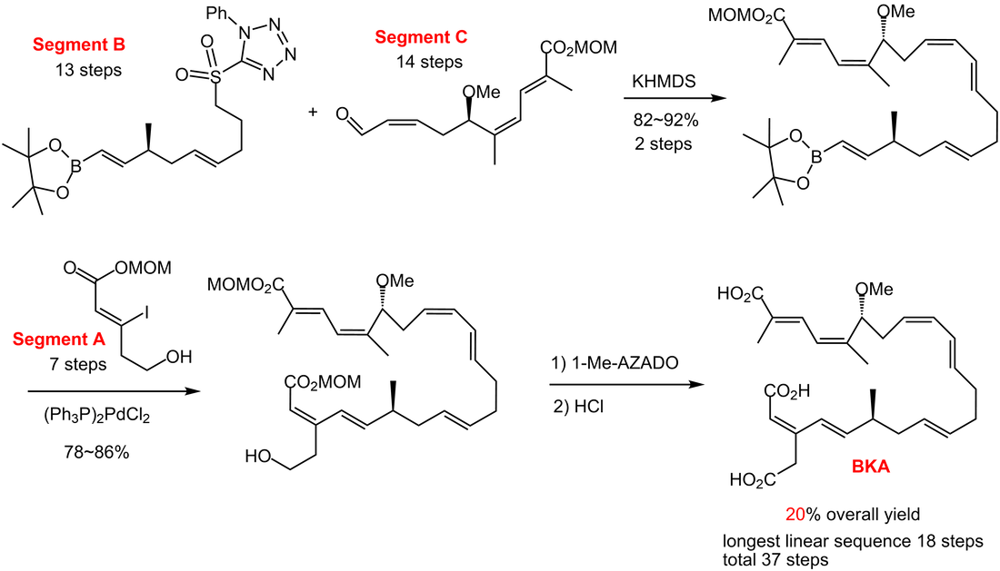 Segment B
13 steps
Ph
N
N
N
N
O
O
S
O
B
O
+
Segment C
14 steps
CO₂MOM
OMe
O
KHMDS
82~92%
2 steps
MOMO₂C
OMe
O
B
O
O
OMOM
I
OH
Segment A
7 steps
(Ph₃P)₂PdCl₂
78~86%
MOMO₂C
OMe
CO₂MOM
HO
1) 1-Me-AZADO
2) HCl
HO₂C
OMe
CO₂H
HO₂C
BKA
20% overall yield
longest linear sequence 18 steps
total 37 steps